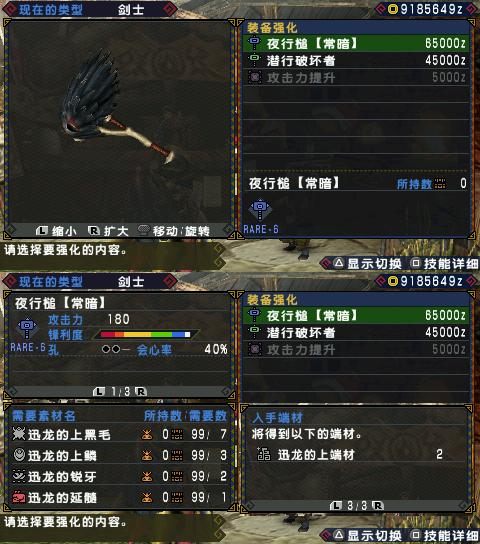 现在的类型 剑士
9185649z
装备强化
夜行槌【常暗】 65000z
潜行破坏者 45000z
攻击力提升 5000z
夜行槌【常暗】 所持数 0
RARE-6
L 缩小 R 扩大 移动/旋转
请选择要强化的内容。
△显示切换 □技能详细
现在的类型 剑士
9185649z
夜行槌【常暗】
攻击力 180
锋利度
RARE-6 孔 ○○― 会心率 40%
L 1/3 R
装备强化
夜行槌【常暗】 65000z
潜行破坏者 45000z
攻击力提升 5000z
需要素材名 所持数/需要数
迅龙的上黑毛 0 99/ 7
迅龙的上鳞 0 99/ 3
迅龙的锐牙 0 99/ 2
迅龙的延髓 0 99/ 1
入手端材
将得到以下的端材。
迅龙的上端材 2
L 3/3 R
请选择要强化的内容。
△显示切换 □技能详细